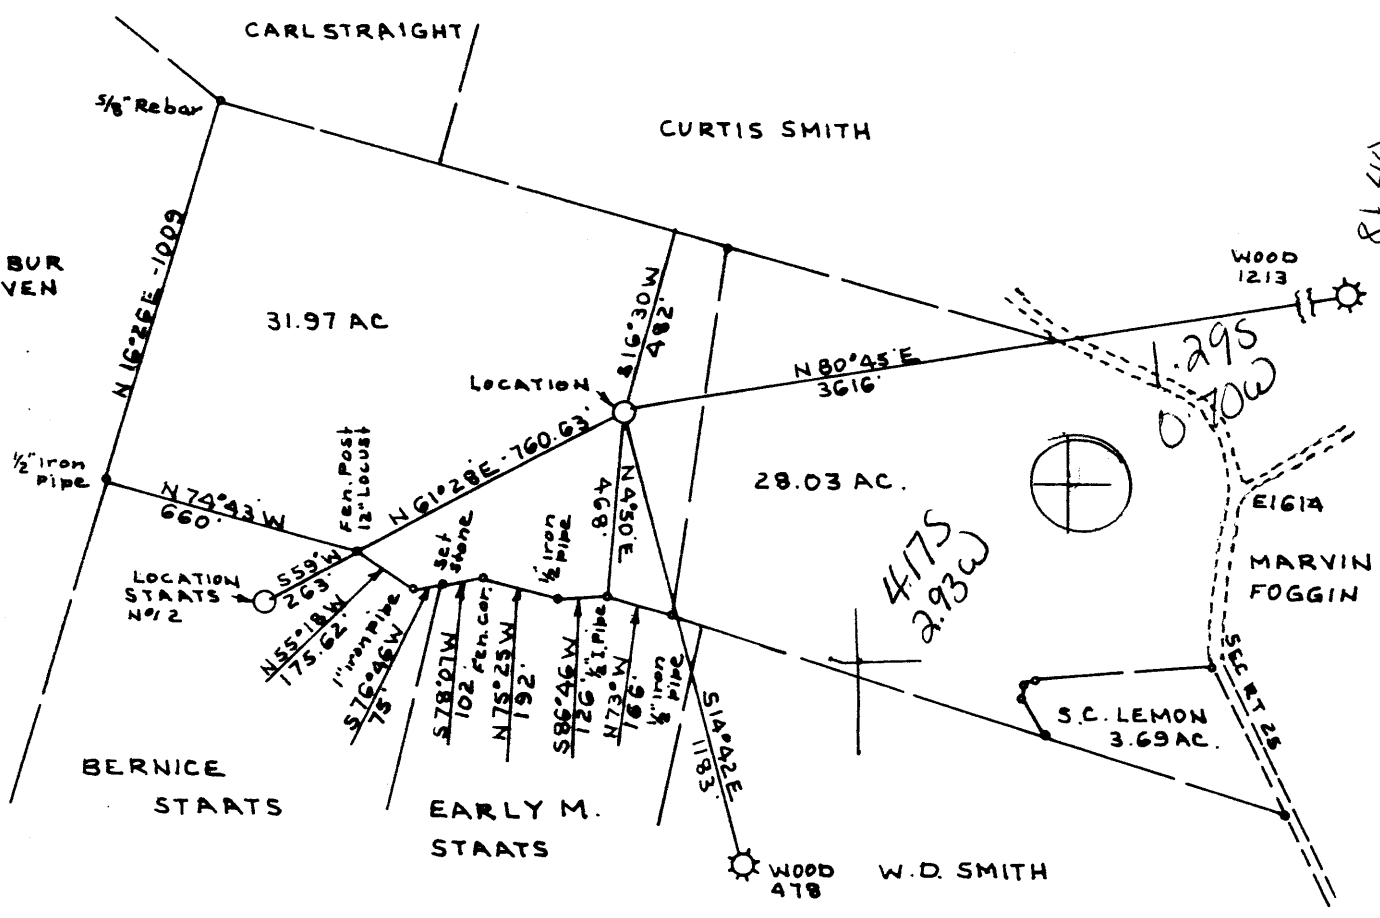 CARL STRAIGHT
5/8" Rebar
CURTIS SMITH
BUR
VEN
N 16°26'E - 1009
31.97 AC
S16°30'W
482'
WOOD
1213
LOCATION
N 80°45'E
3616'
1.29S
0.70W
1/2" Iron
Pipe
N 74°43'W
660'
Fen. Post
12" Locust
N 61°28'E - 760.63'
N 4°50'E
468'
28.03 AC.
E1614
MARVIN
FOGGIN
4.17S
2.93W
LOCATION
STAATS
Nº 2
S59°W
263'
N55°18'W
175.62'
1" Iron Pipe
S76°46'W
75'
Set
Stone
S78°07'W
102'
Fen. Cor.
N75°25'W
192'
1/2" Iron
Pipe
S86°46'W
126'
1/2" I. Pipe
N73°W
166'
1/2" Iron
Pipe
S14°42'E
1183'
SEC RT 25
S.C. LEMON
3.69 AC.
BERNICE
STAATS
EARLY M.
STAATS
WOOD
478
W.D. SMITH